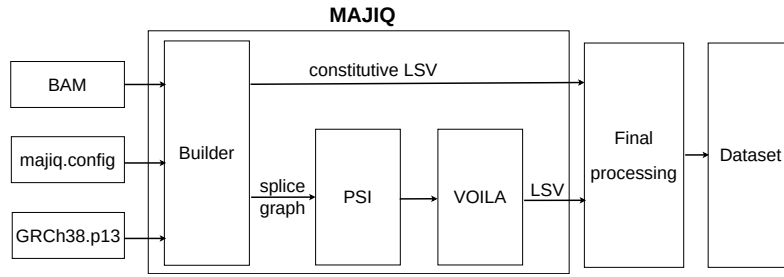 MAJIQ
BAM
majiq.config
GRCh38.p13
Builder
constitutive LSV
splice
graph
PSI
VOILA
LSV
Final
processing
Dataset